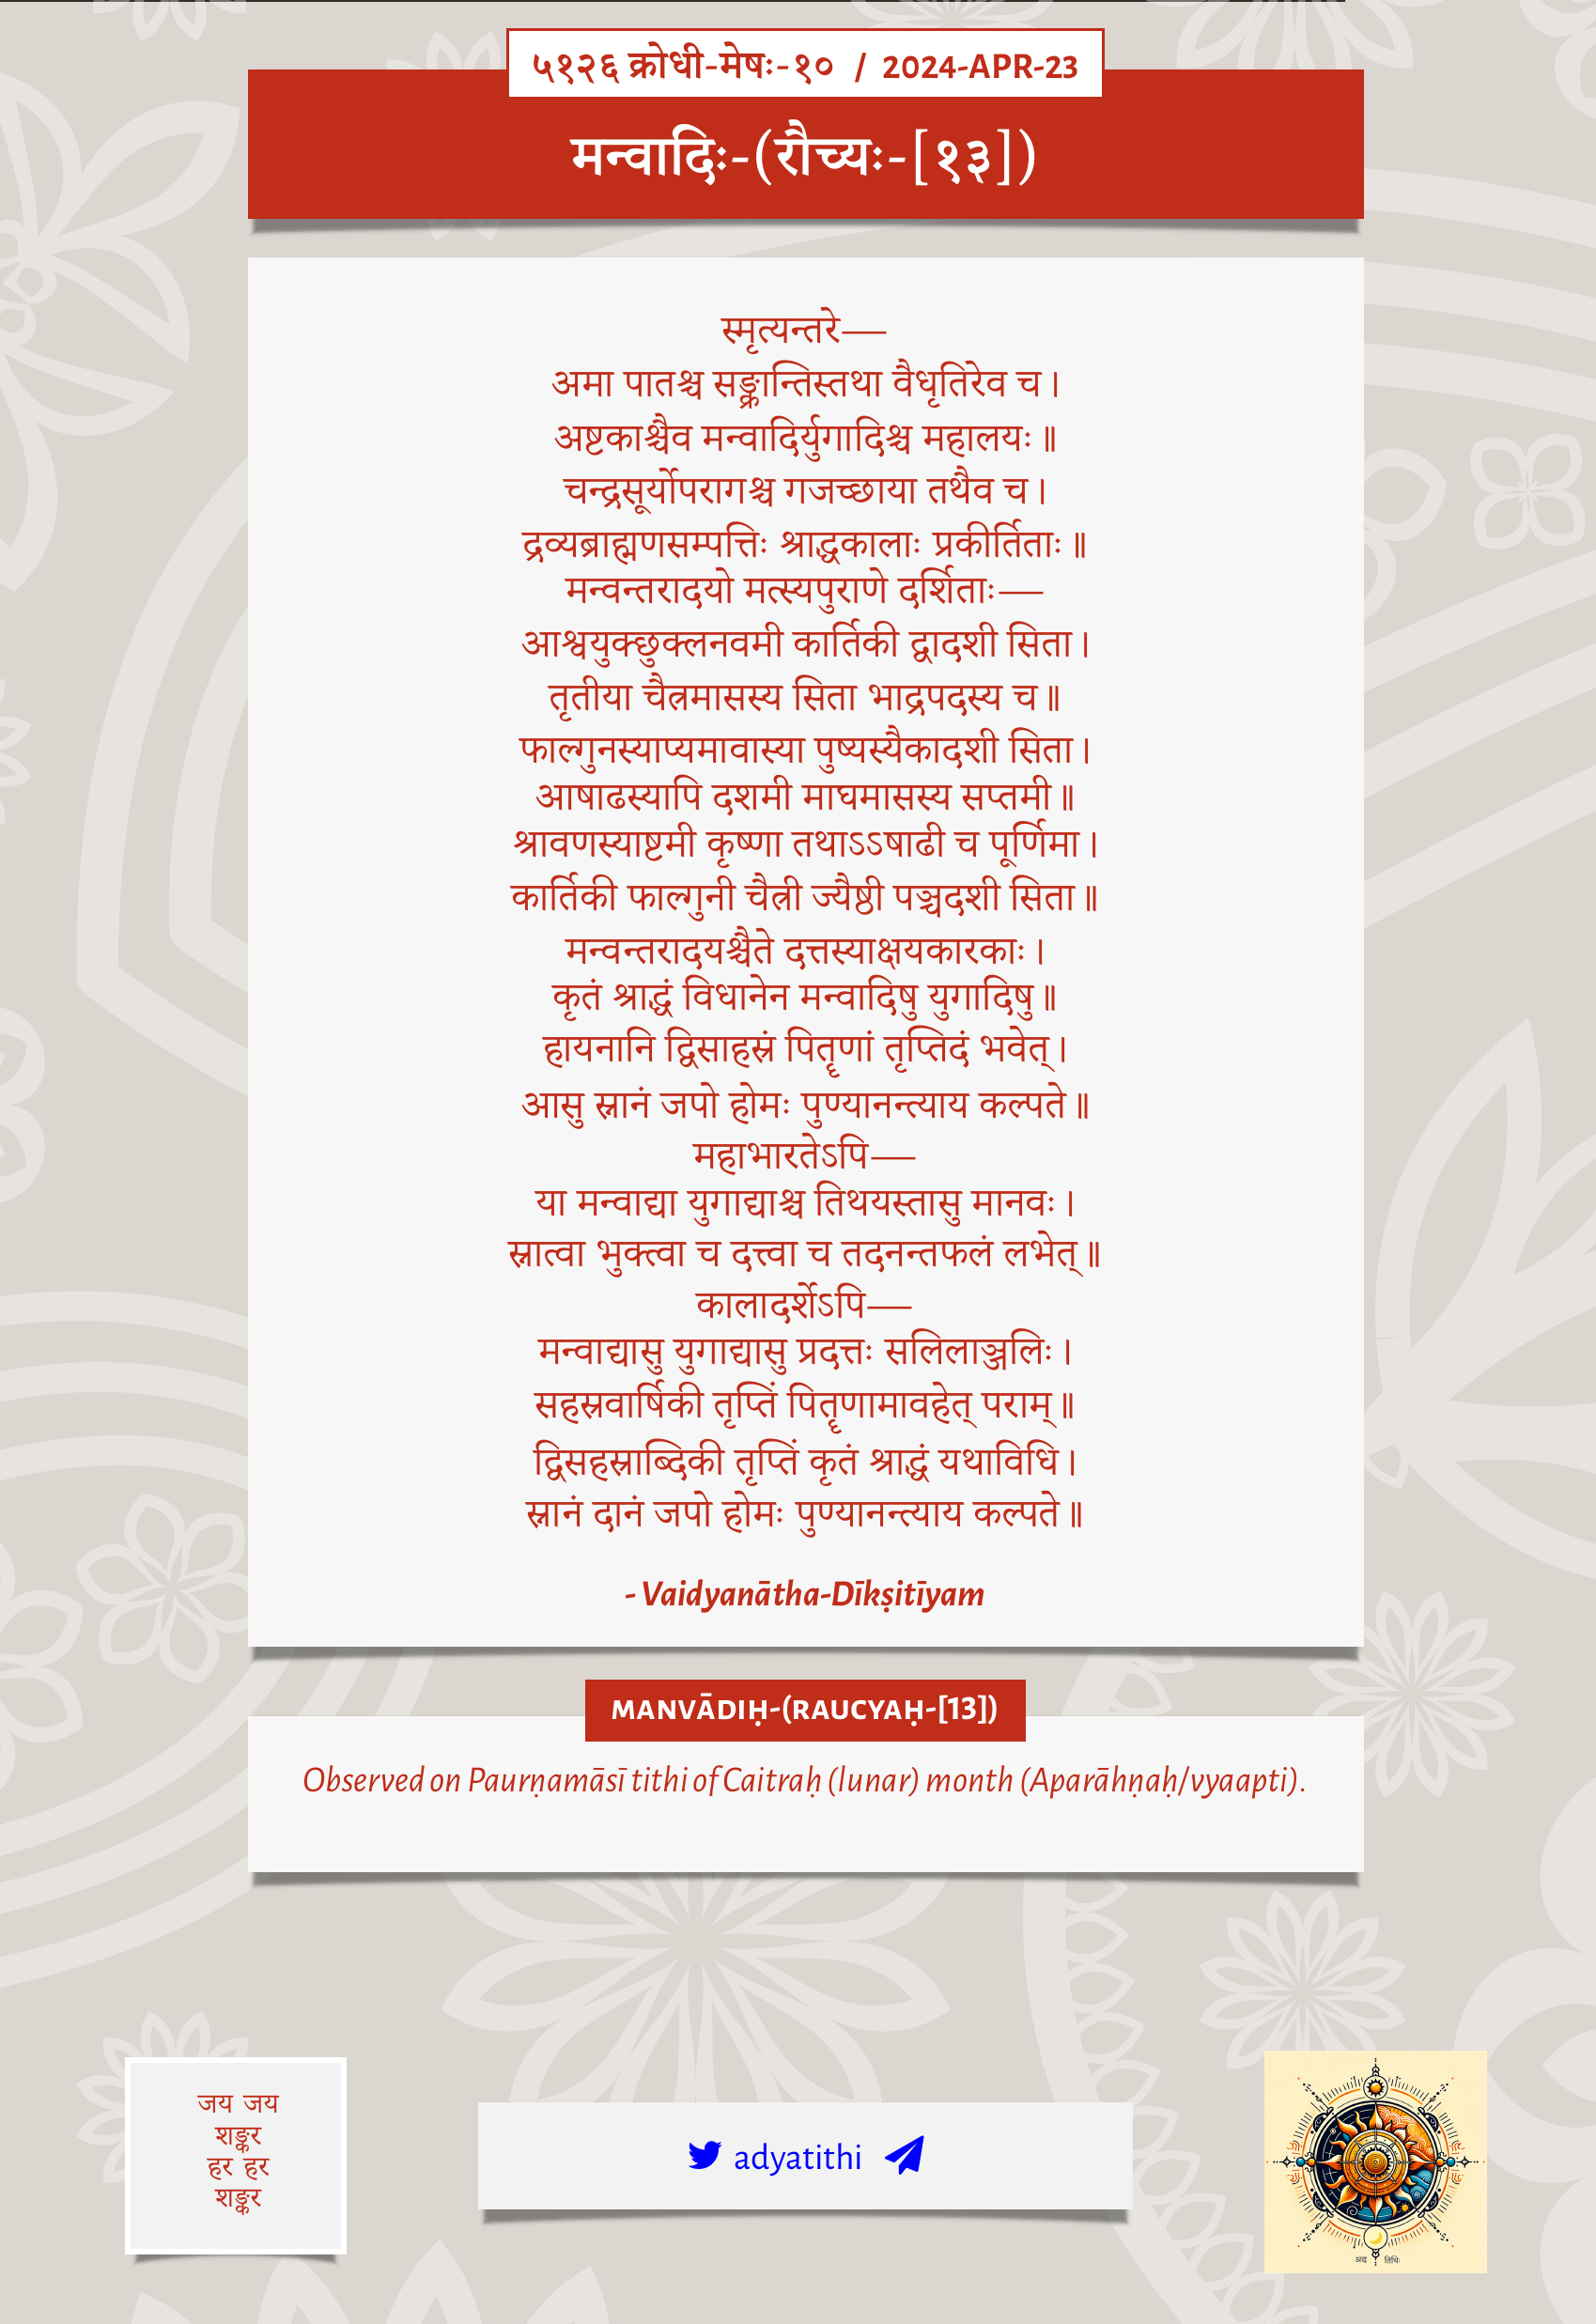 ५१२६ क्रोधी-मेषः-१० / 2024-APR-23
मन्वादिः-(रौच्यः-[१३])
स्मृत्यन्तरे—
अमा पातश्च सङ्क्रान्तिस्तथा वैधृतिरेव च।
अष्टकाश्चैव मन्वादिर्युगादिश्च महालयः॥
चन्द्रसूर्योपरागश्च गजच्छाया तथैव च।
द्रव्यब्राह्मणसम्पत्तिः श्राद्धकालाः प्रकीर्तिताः॥
मन्वन्तरादयो मत्स्यपुराणे दर्शिताः—
आश्वयुक्छुक्लनवमी कार्तिकी द्वादशी सिता।
तृतीया चैत्रमासस्य सिता भाद्रपदस्य च॥
फाल्गुनस्याप्यमावास्या पुष्यस्यैकादशी सिता।
आषाढस्यापि दशमी माघमासस्य सप्तमी॥
श्रावणस्याष्टमी कृष्णा तथाऽऽषाढी च पूर्णिमा।
कार्तिकी फाल्गुनी चैत्री ज्यैष्ठी पञ्चदशी सिता॥
मन्वन्तरादयश्चैते दत्तस्याक्षयकारकाः।
कृतं श्राद्धं विधानेन मन्वादिषु युगादिषु॥
हायनानि द्विसाहस्रं पितॄणां तृप्तिदं भवेत्।
आसु स्नानं जपो होमः पुण्यानन्त्याय कल्पते॥
महाभारतेऽपि—
या मन्वाद्या युगाद्याश्च तिथयस्तासु मानवः।
स्नात्वा भुक्त्वा च दत्त्वा च तदनन्तफलं लभेत्॥
कालादर्शेऽपि—
मन्वाद्यासु युगाद्यासु प्रदत्तः सलिलाञ्जलिः।
सहस्रवार्षिकी तृप्तिं पितॄणामावहेत् पराम्॥
द्विसहस्राब्दिकी तृप्तिं कृतं श्राद्धं यथाविधि।
स्नानं दानं जपो होमः पुण्यानन्त्याय कल्पते॥
- Vaidyanātha-Dīkṣitīyam
MANVĀDIḤ-(RAUCYAḤ-[13])
Observed on Paurṇamāsī tithi of Caitraḥ (lunar) month (Aparāhṇaḥ/vyaapti).
जय जय
शङ्कर
हर हर
शङ्कर
adyatithi
अद्य तिथिः